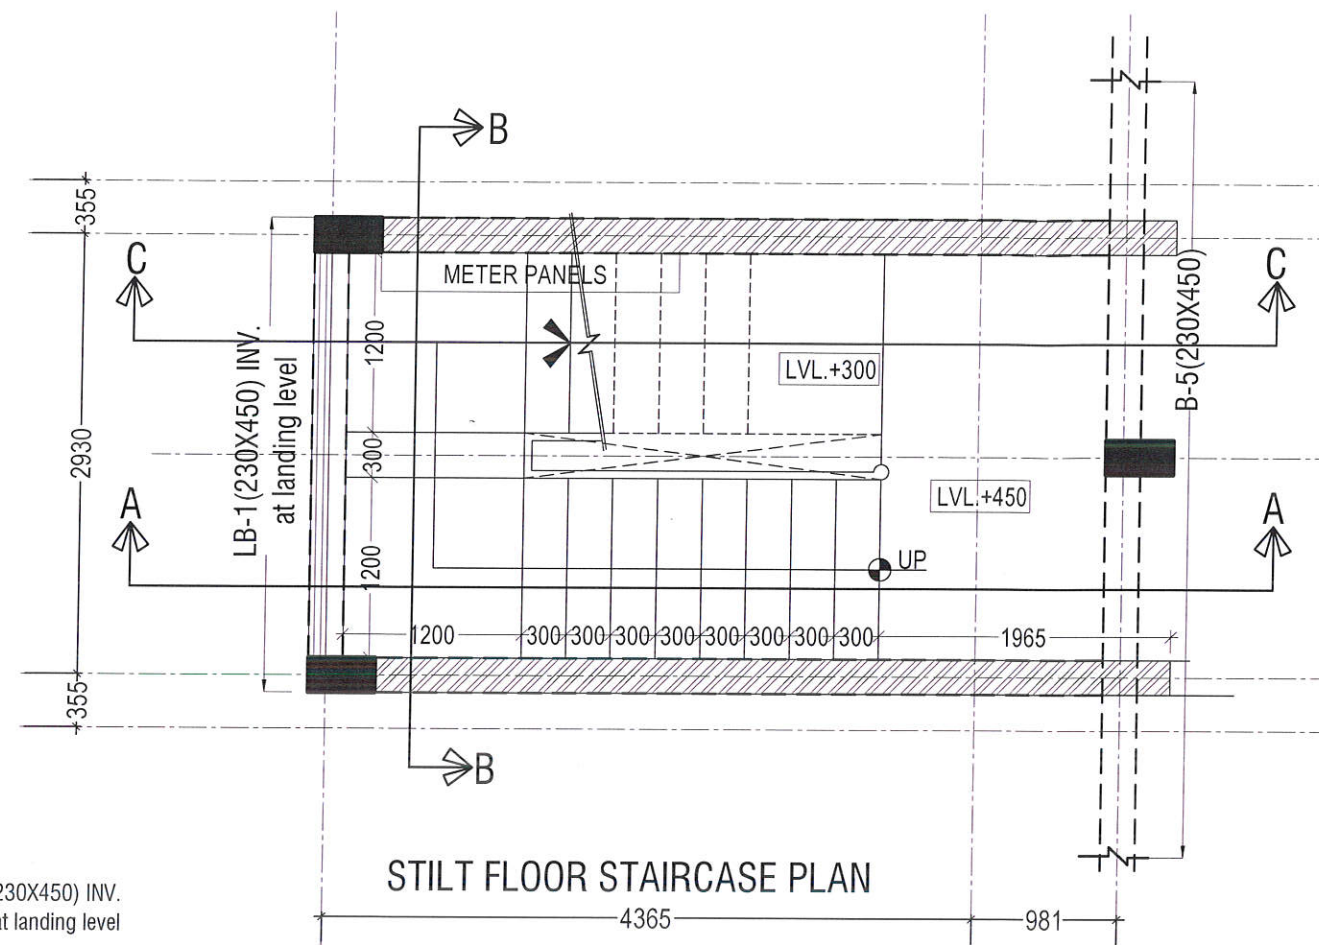 B
355
C
METER PANELS
C
1200
LVL.+300
LB-1(230X450) INV.
at landing level
B-5(230X450)
2930
300
LVL.+450
A
A
1200
UP
1200
300
300
300
300
300
300
300
300
1965
355
B
STILT FLOOR STAIRCASE PLAN
230X450) INV.
at landing level
4365
981